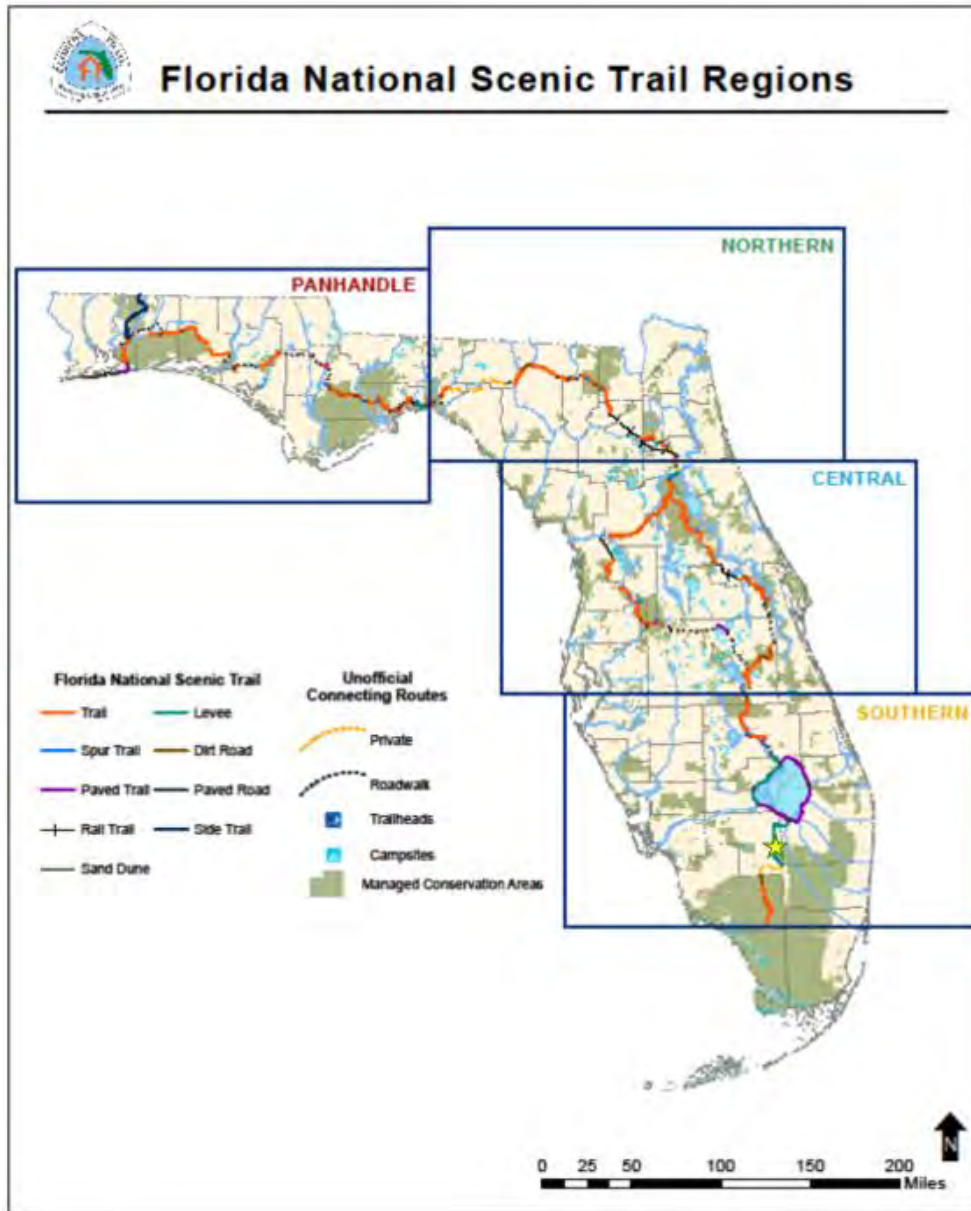 Florida National Scenic Trail Regions
NORTHERN
PANHANDLE
CENTRAL
SOUTHERN
Florida National Scenic Trail
Trail
Levee
Spur Trail
Dirt Road
Paved Trail
Paved Road
Rail Trail
Side Trail
Sand Dune
Unofficial
Connecting Routes
Private
Roadwalk
Trailheads
Campsites
Managed Conservation Areas
N
0 25 50 100 150 200
Miles